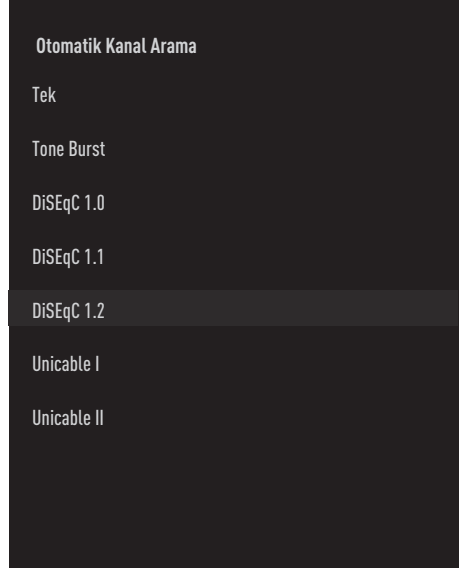 Otomatik Kanal Arama
Tek
Tone Burst
DiSEqC 1.0
DiSEqC 1.1
DiSEqC 1.2
Unicable I
Unicable II